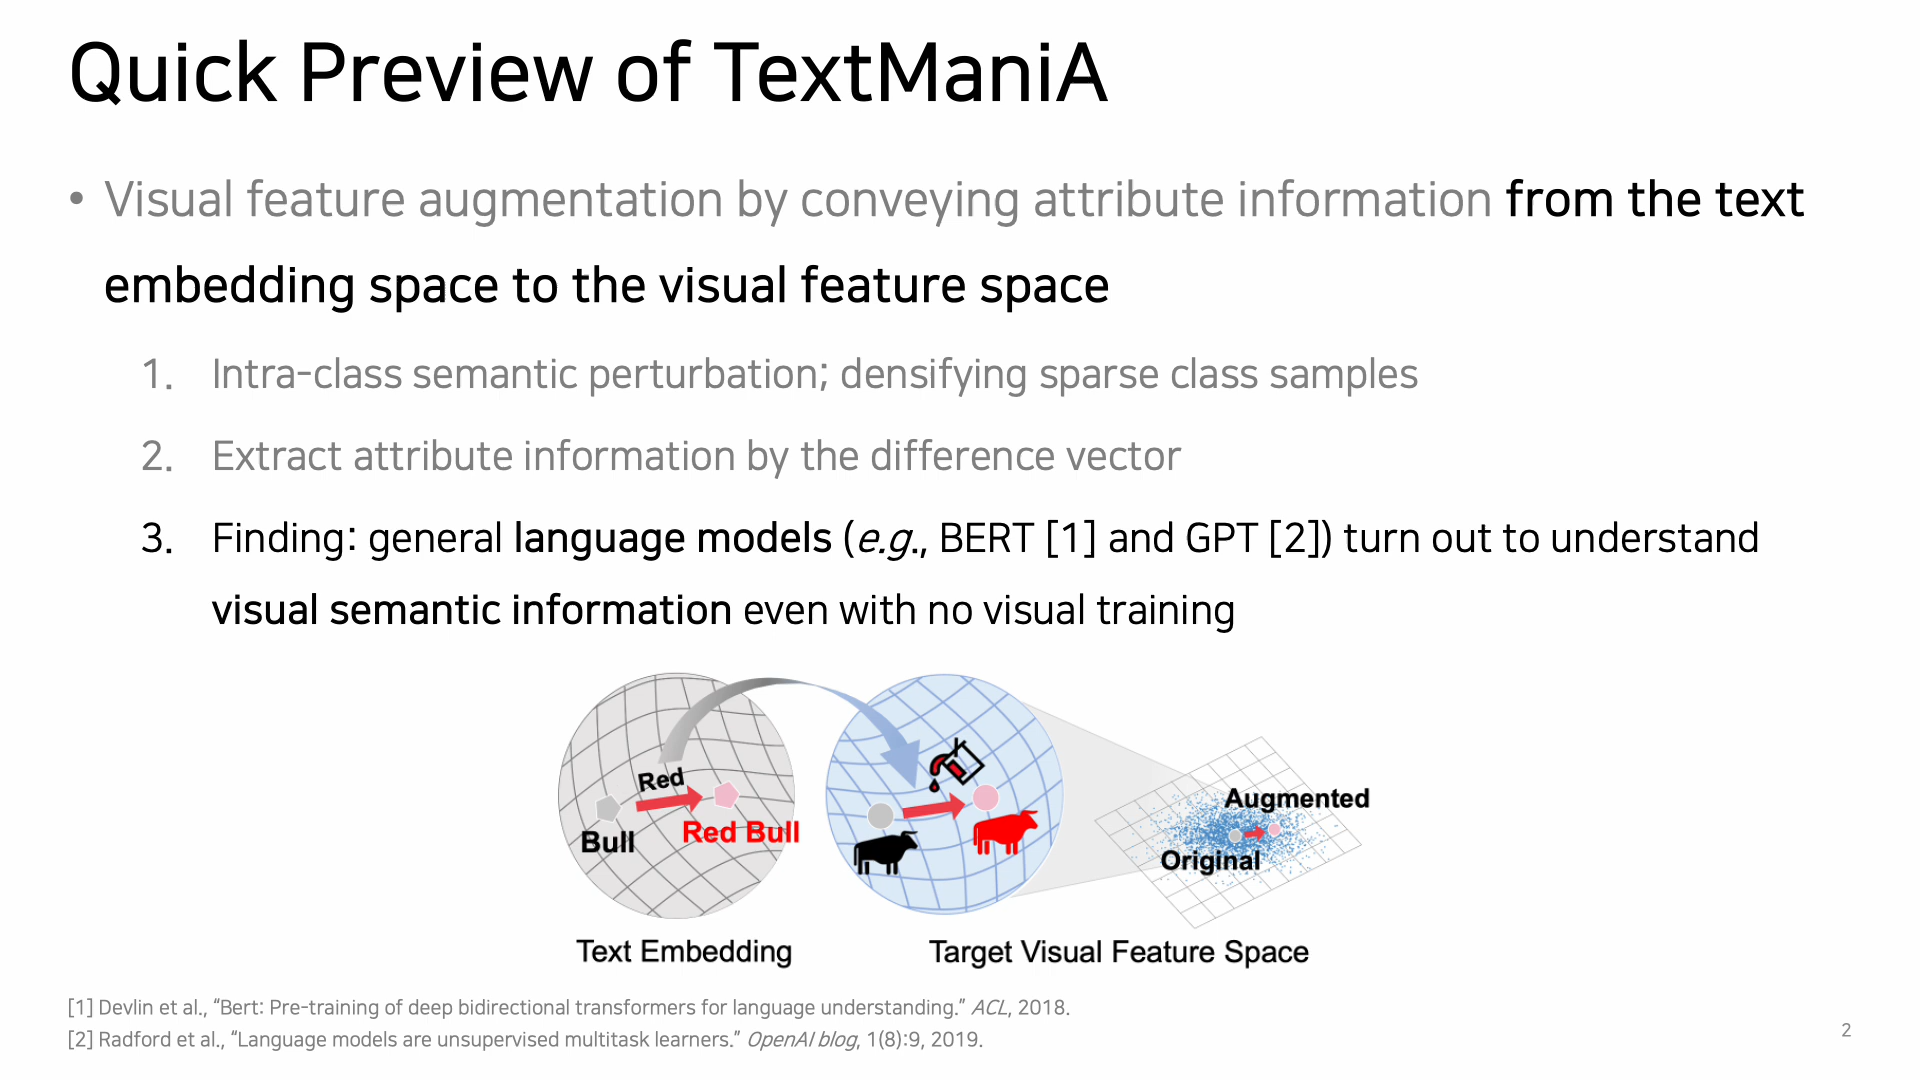 Quick Preview of TextManiA
• Visual feature augmentation by conveying attribute information from the text
embedding space to the visual feature space
1. Intra-class semantic perturbation; densifying sparse class samples
2. Extract attribute information by the difference vector
3. Finding: general language models (e.g., BERT [1] and GPT [2]) turn out to understand
visual semantic information even with no visual training
Red
Bull
Red Bull
Augmented
Original
Text Embedding
Target Visual Feature Space
[1] Devlin et al., “Bert: Pre-training of deep bidirectional transformers for language understanding.” ACL, 2018.
[2] Radford et al., “Language models are unsupervised multitask learners.” OpenAI blog, 1(8):9, 2019.
2